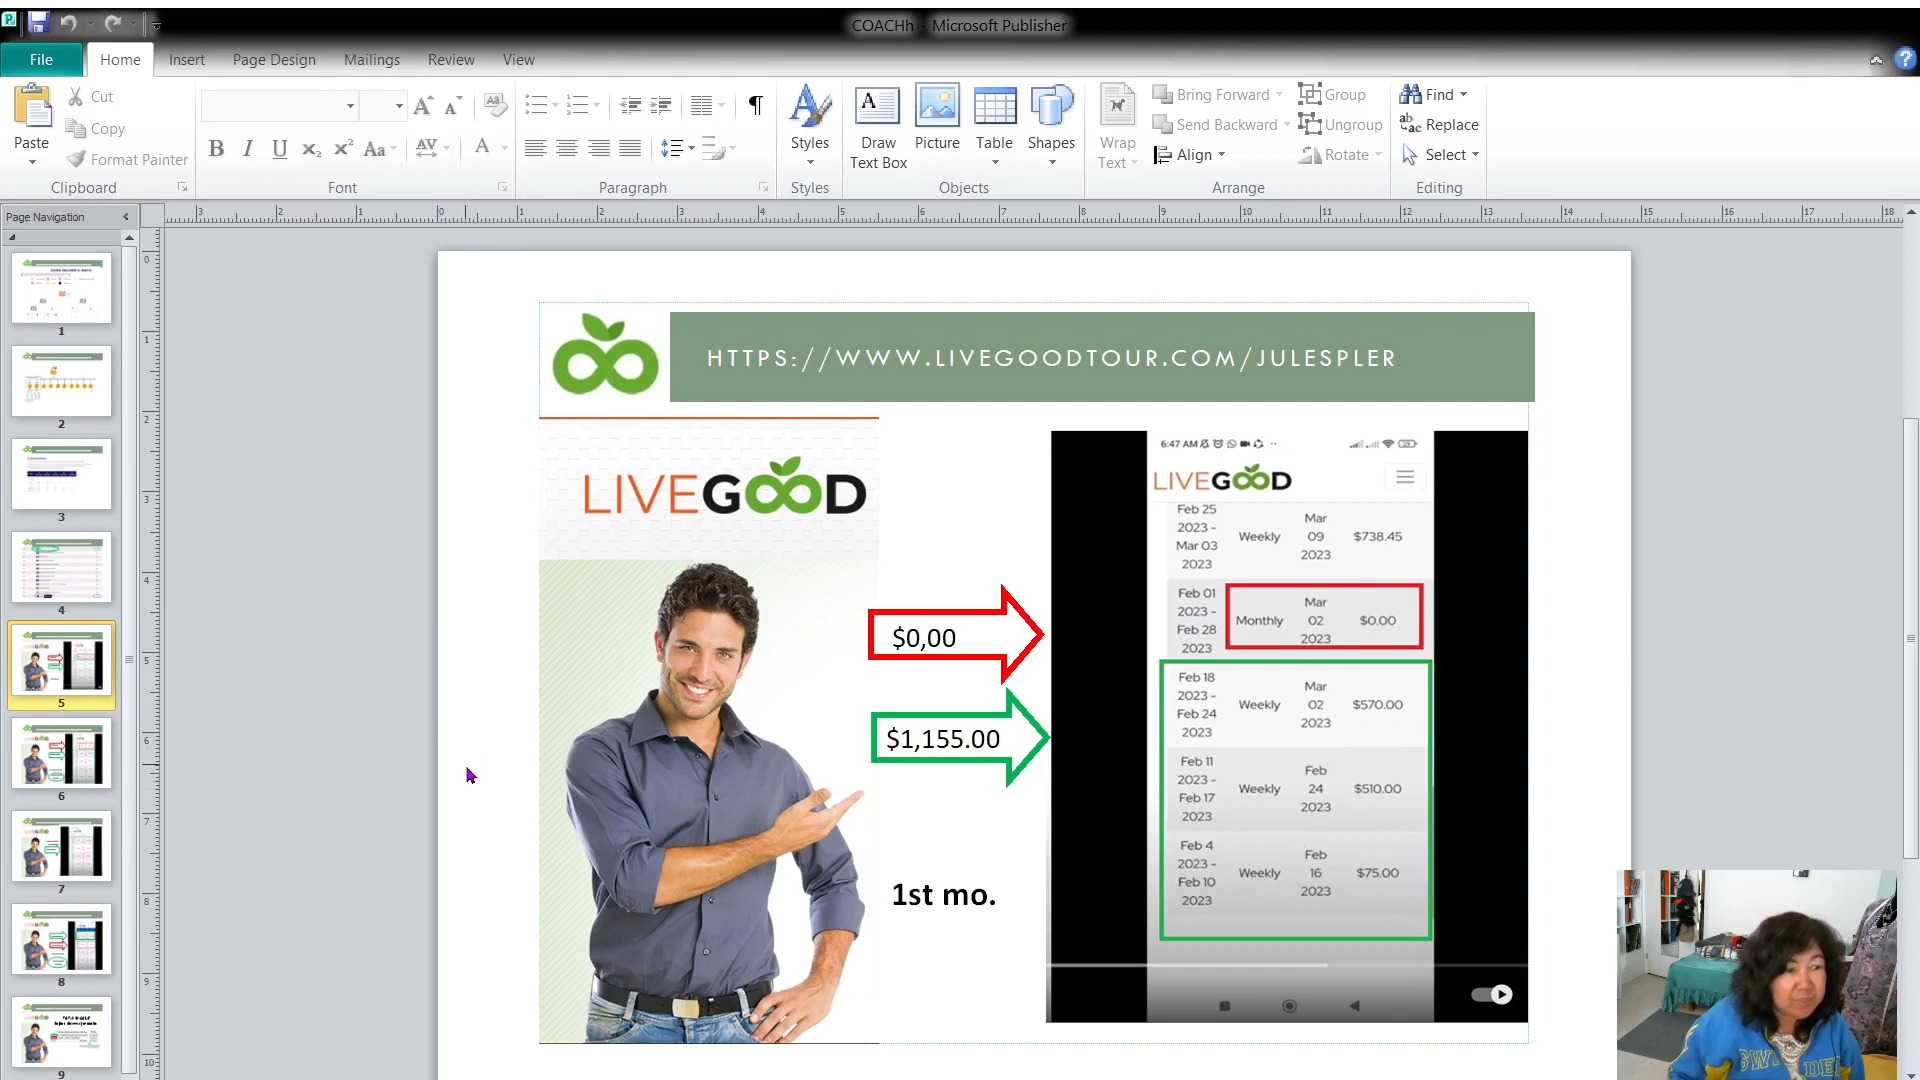 COACHh - Microsoft Publisher
File
Home
Insert
Page Design
Mailings
Review
View
Paste
Cut
Copy
Format Painter
Clipboard
B I U
Aa
AV
A
Font
Paragraph
Styles
Styles
Draw
Text Box
Picture
Table
Shapes
Objects
Wrap
Text
Bring Forward
Send Backward
Align
Group
Ungroup
Rotate
Arrange
Find
Replace
Select
Editing
Page Navigation
1
2
3
4
5
6
7
8
9
HTTPS://WWW.LIVEGOODTOUR.COM/JULESPLER
LIVEGOOD
$0,00
$1,155.00
1st mo.
6:47 AM
LIVEGOOD
Feb 25 2023 - Mar 03 2023 Weekly Mar 09 2023 $738.45
Feb 01 2023 - Feb 28 2023 Monthly Mar 02 2023 $0.00
Feb 18 2023 - Feb 24 2023 Weekly Mar 02 2023 $570.00
Feb 11 2023 - Feb 17 2023 Weekly Feb 24 2023 $510.00
Feb 4 2023 - Feb 10 2023 Weekly Feb 16 2023 $75.00